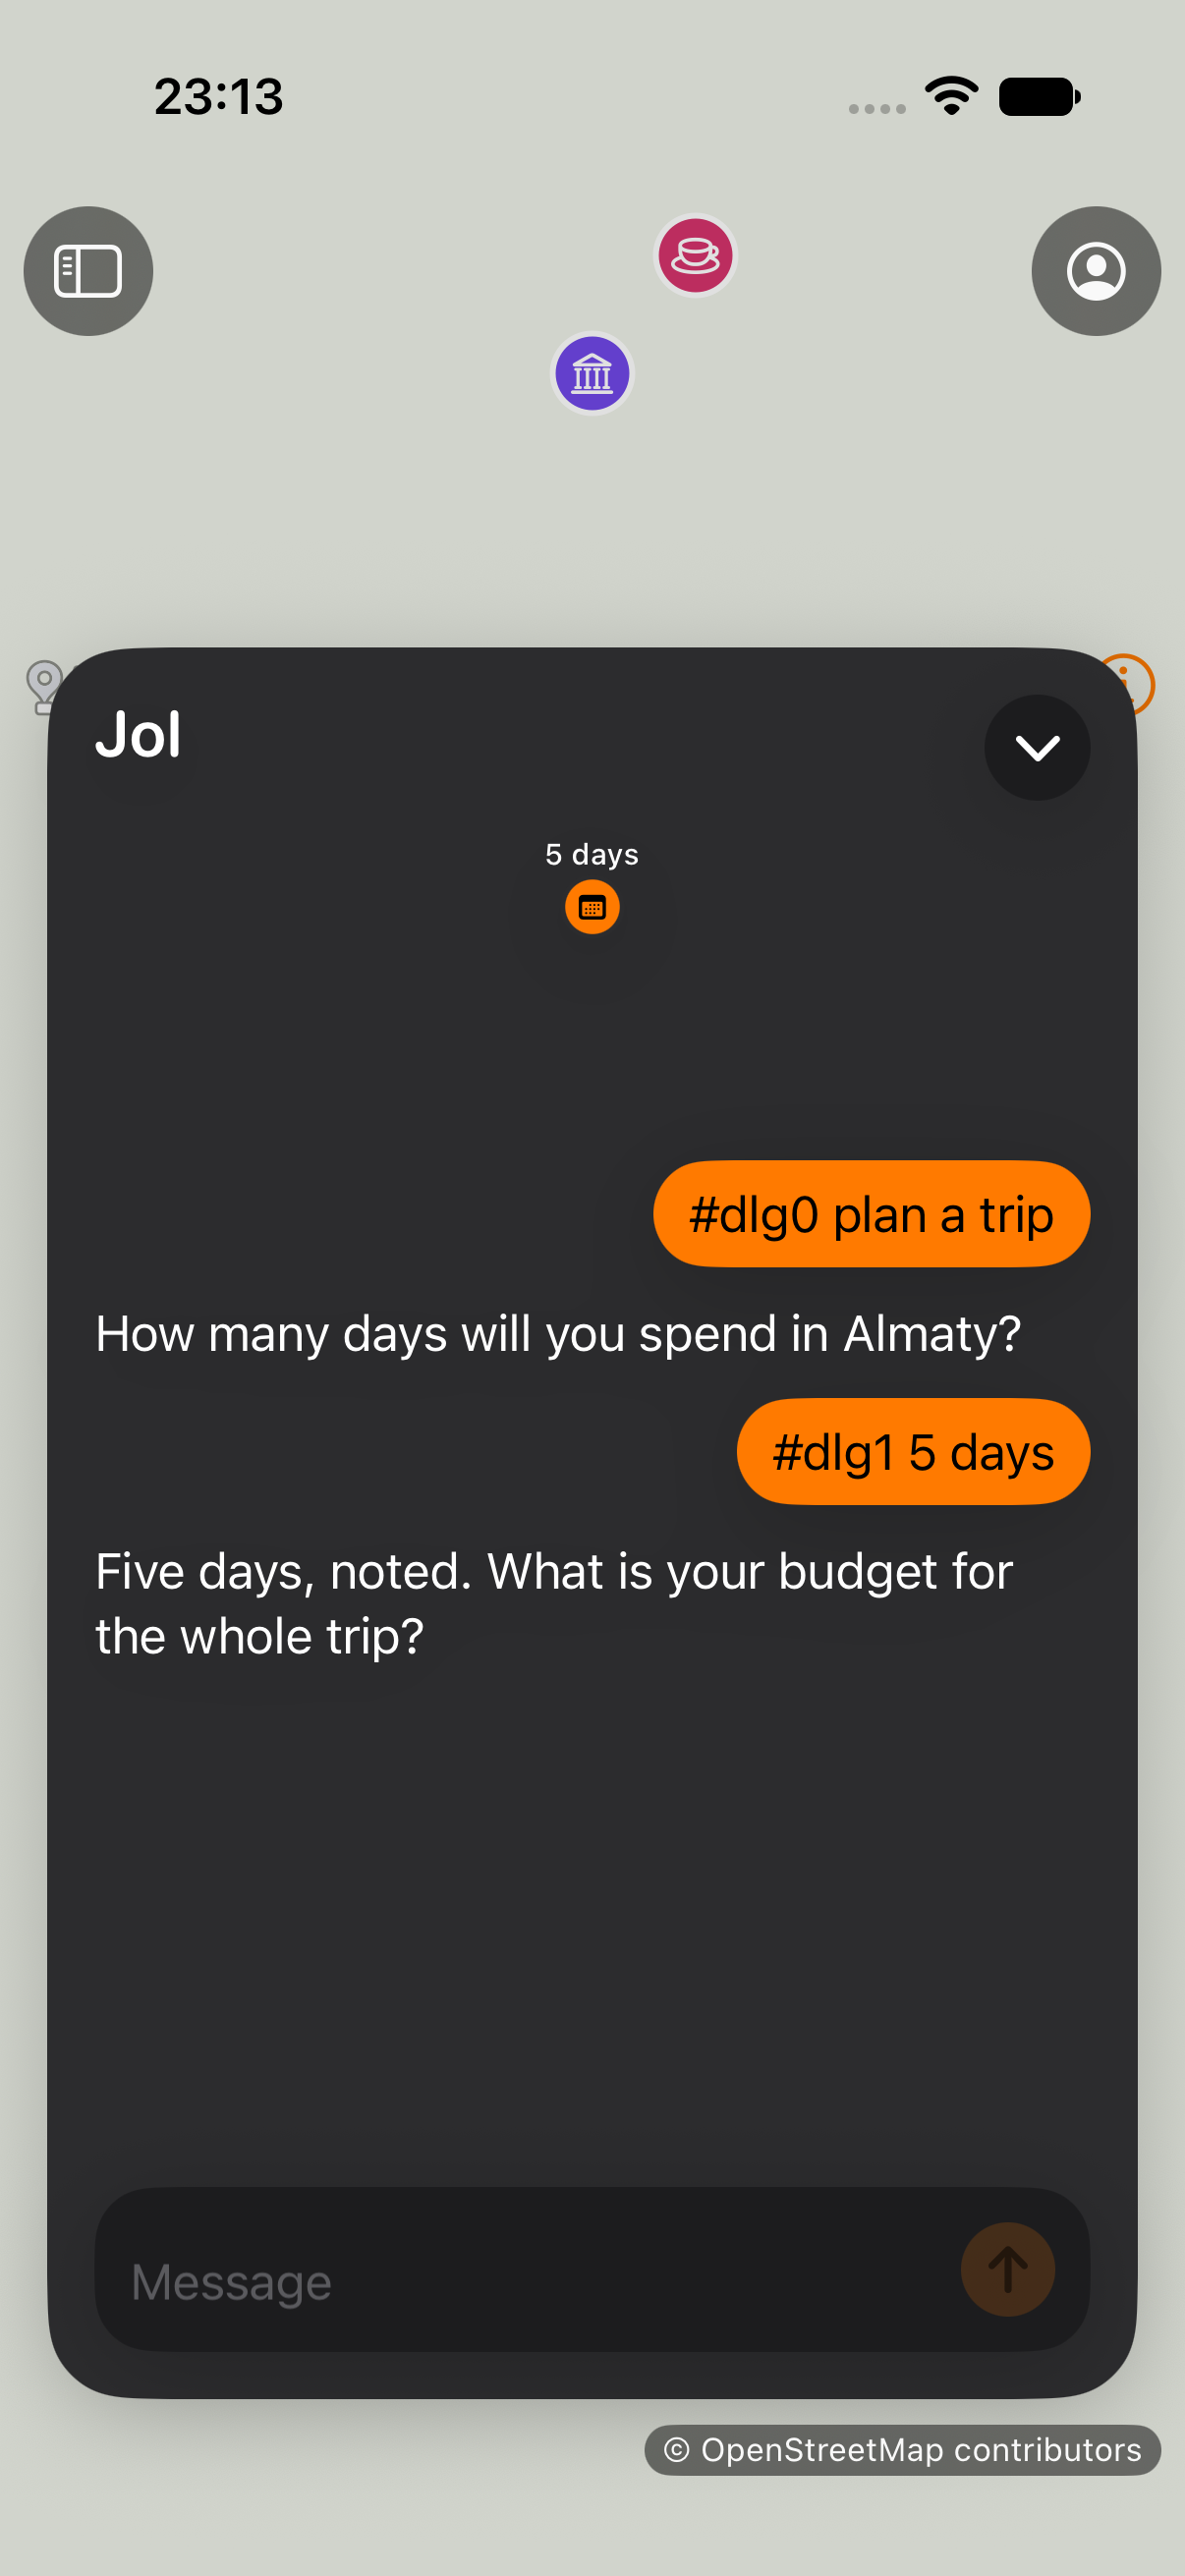 23:13
Jol
5 days
#dlg0 plan a trip
How many days will you spend in Almaty?
#dlg1 5 days
Five days, noted. What is your budget for
the whole trip?
Message
© OpenStreetMap contributors